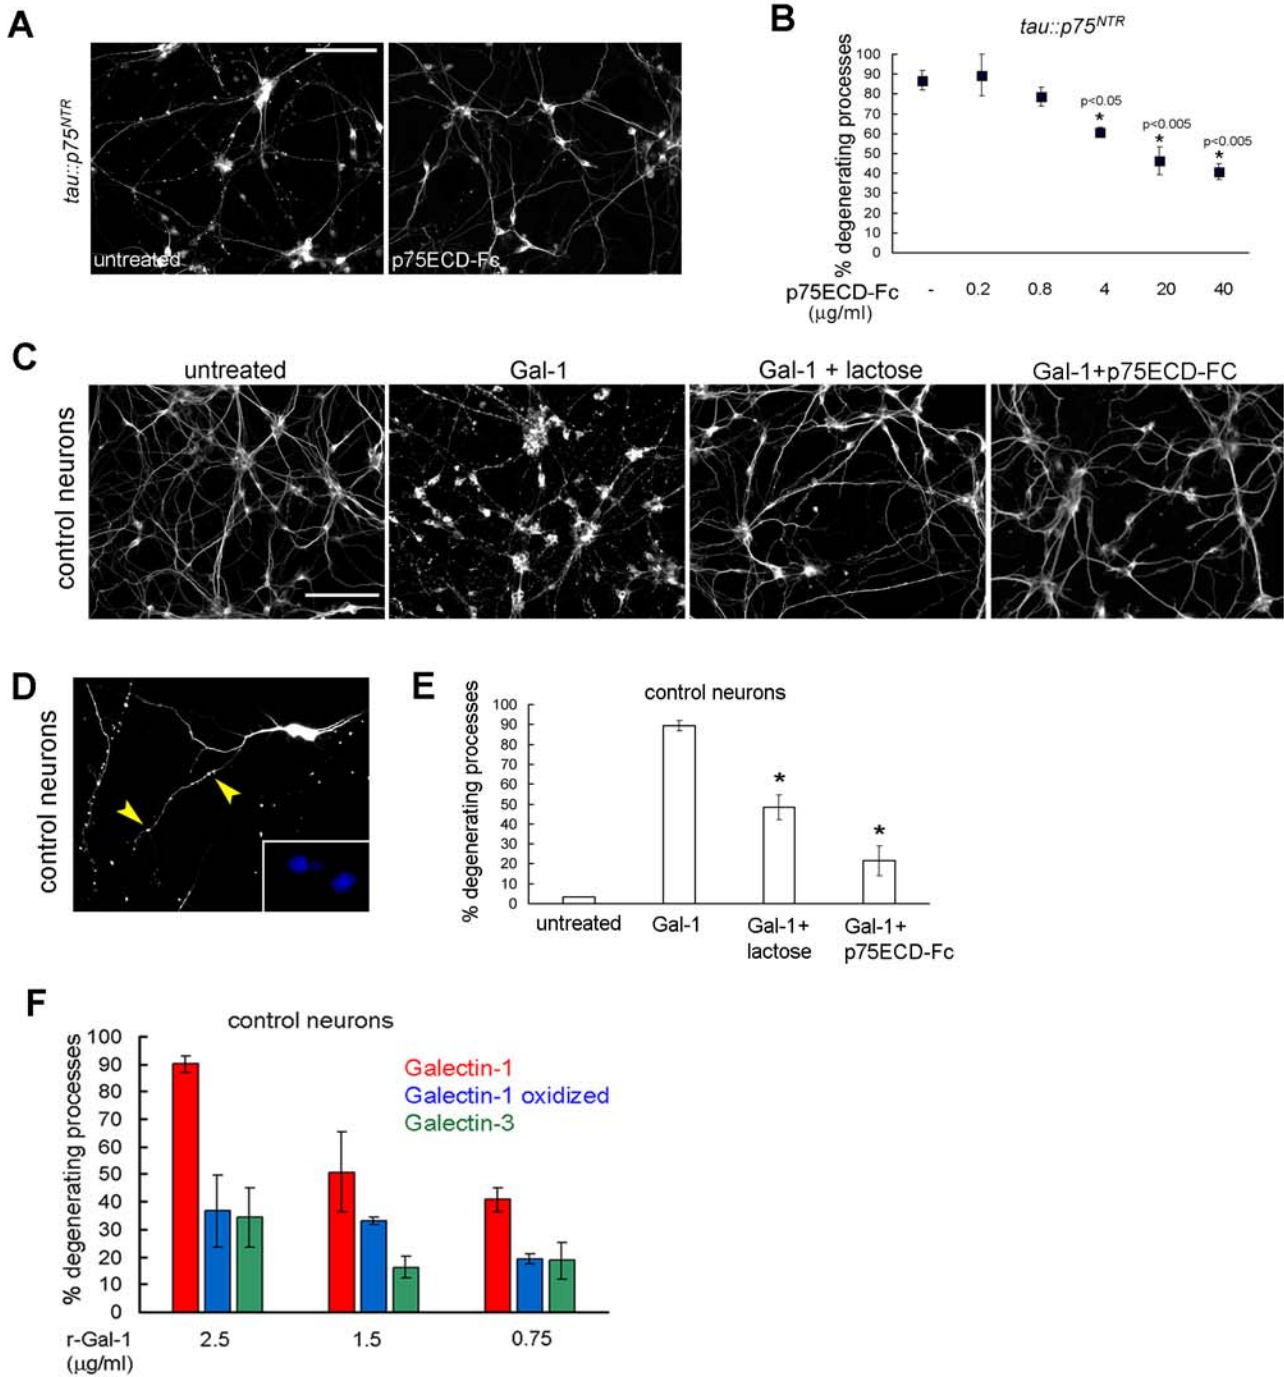 A
tau::p75NTR
untreated
p75ECD-Fc
B
tau::p75NTR
% degenerating processes
100
90
80
70
60
50
40
30
20
10
0
p<0.05
*
p<0.005
*
p<0.005
*
p75ECD-Fc - 0.2 0.8 4 20 40
(µg/ml)
C
control neurons
untreated
Gal-1
Gal-1 + lactose
Gal-1+p75ECD-FC
D
control neurons
E
control neurons
% degenerating processes
100
90
80
70
60
50
40
30
20
10
0
*
*
untreated
Gal-1
Gal-1+
lactose
Gal-1+
p75ECD-Fc
F
control neurons
% degenerating processes
100
90
80
70
60
50
40
30
20
10
0
Galectin-1
Galectin-1 oxidized
Galectin-3
r-Gal-1 2.5 1.5 0.75
(µg/ml)